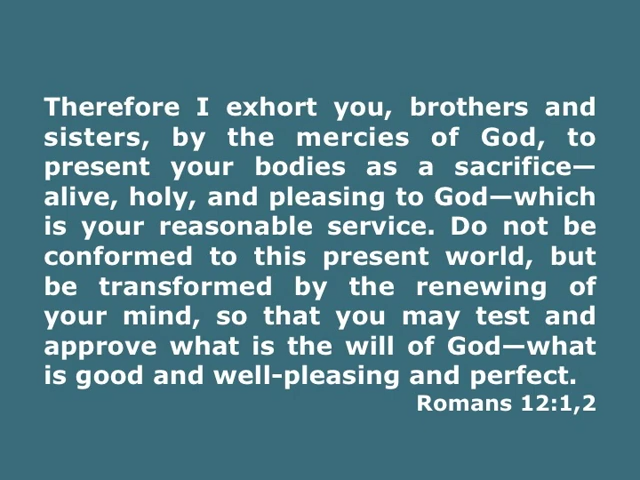 Therefore I exhort you, brothers and
sisters, by the mercies of God, to
present your bodies as a sacrifice—
alive, holy, and pleasing to God—which
is your reasonable service. Do not be
conformed to this present world, but
be transformed by the renewing of
your mind, so that you may test and
approve what is the will of God—what
is good and well-pleasing and perfect.
Romans 12:1,2